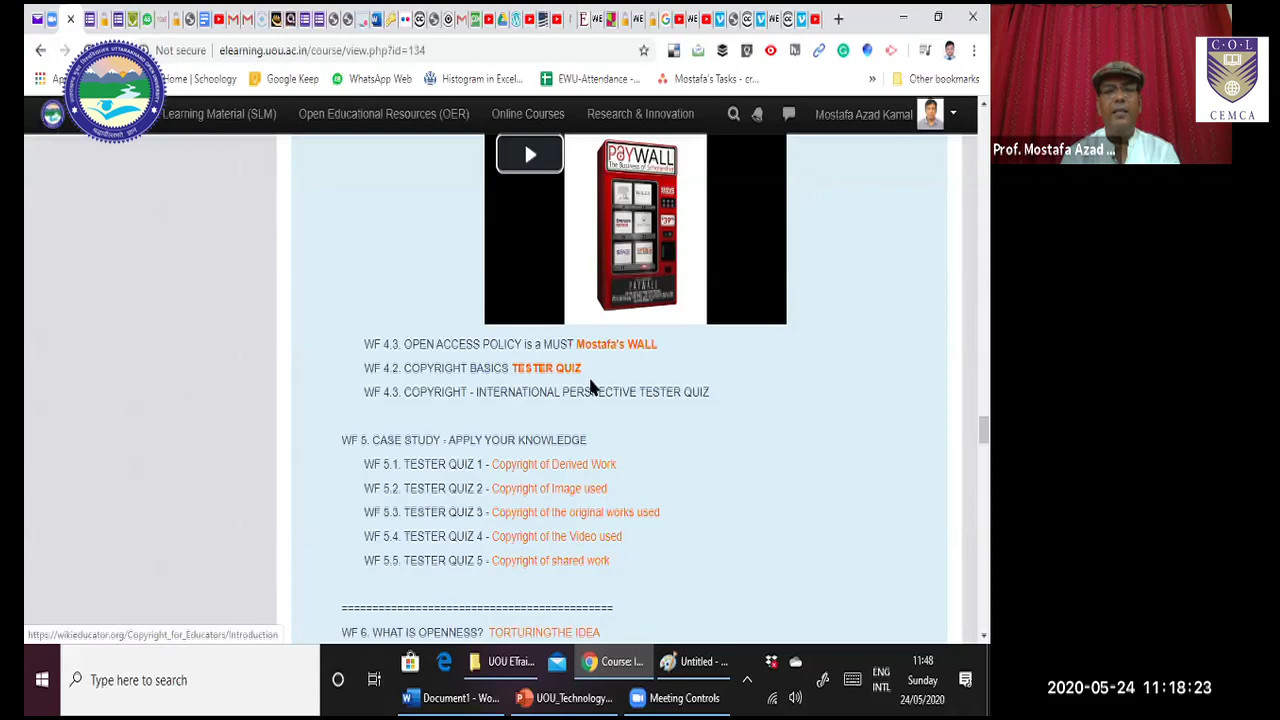 Not secure
elearning.uou.ac.in/course/view.php?id=134
Home | Schoology
Google Keep
WhatsApp Web
Histogram in Excel...
EWU-Attendance -...
Mostafa's Tasks - cr...
»
Other bookmarks
C·O·L
CEMCA
Learning Material (SLM)
Open Educational Resources (OER)
Online Courses
Research & Innovation
Mostafa Azad Kamal
Prof. Mostafa Azad ...
PAYWALL
The Business of Scholarship
PAYWALL
WF 4.3. OPEN ACCESS POLICY is a MUST Mostafa's WALL
WF 4.2. COPYRIGHT BASICS TESTER QUIZ
WF 4.3. COPYRIGHT - INTERNATIONAL PERSPECTIVE TESTER QUIZ
WF 5. CASE STUDY - APPLY YOUR KNOWLEDGE
WF 5.1. TESTER QUIZ 1 - Copyright of Derived Work
WF 5.2. TESTER QUIZ 2 - Copyright of Image used
WF 5.3. TESTER QUIZ 3 - Copyright of the original works used
WF 5.4. TESTER QUIZ 4 - Copyright of the Video used
WF 5.5. TESTER QUIZ 5 - Copyright of shared work
============================================
WF 6. WHAT IS OPENNESS? TORTURINGTHE IDEA
https://wikieducator.org/Copyright_for_Educators/Introduction
Type here to search
UOU ETrai...
Course: I...
Untitled - ...
Document1 - Wo...
UOU_Technology...
Meeting Controls
ENG
INTL
11:48
Sunday
24/05/2020
2020-05-24 11:18:23